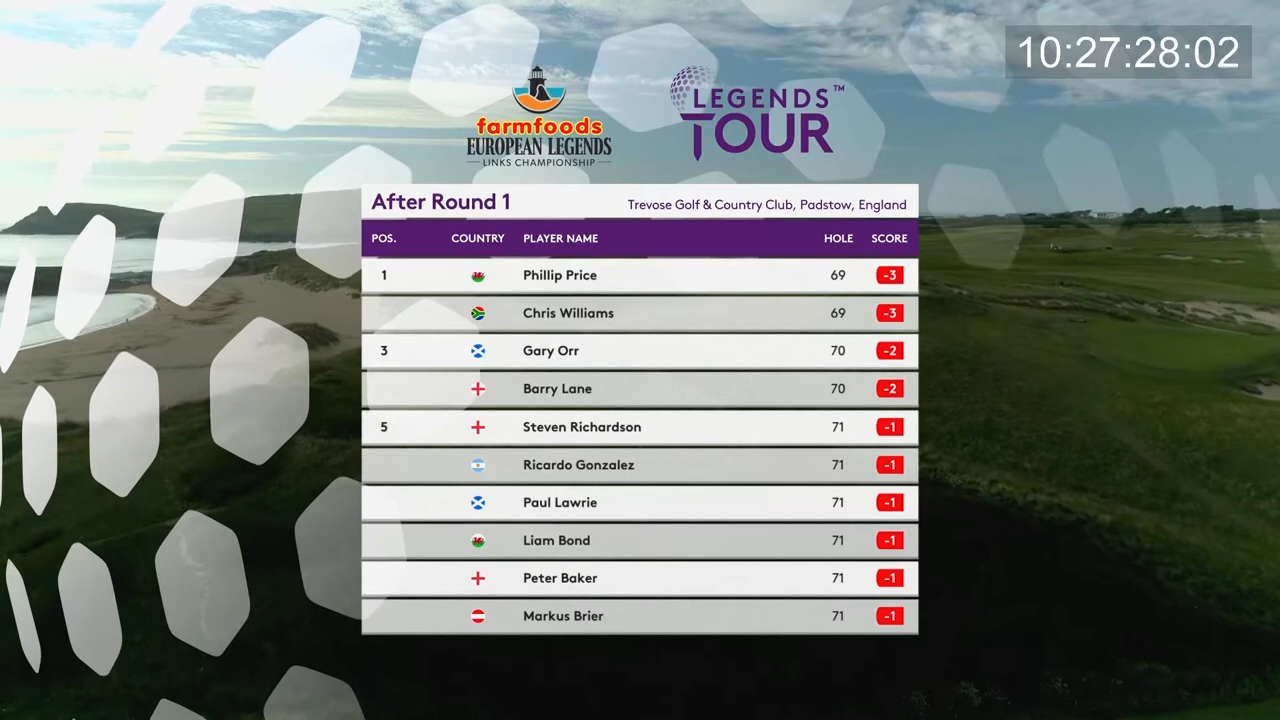 10:27:28:02
farmfoods
EUROPEAN LEGENDS
LINKS CHAMPIONSHIP
LEGENDS™
TOUR
After Round 1 Trevose Golf & Country Club, Padstow, England
POS. COUNTRY PLAYER NAME HOLE SCORE
1 Phillip Price 69 -3
Chris Williams 69 -3
3 Gary Orr 70 -2
Barry Lane 70 -2
5 Steven Richardson 71 -1
Ricardo Gonzalez 71 -1
Paul Lawrie 71 -1
Liam Bond 71 -1
Peter Baker 71 -1
Markus Brier 71 -1